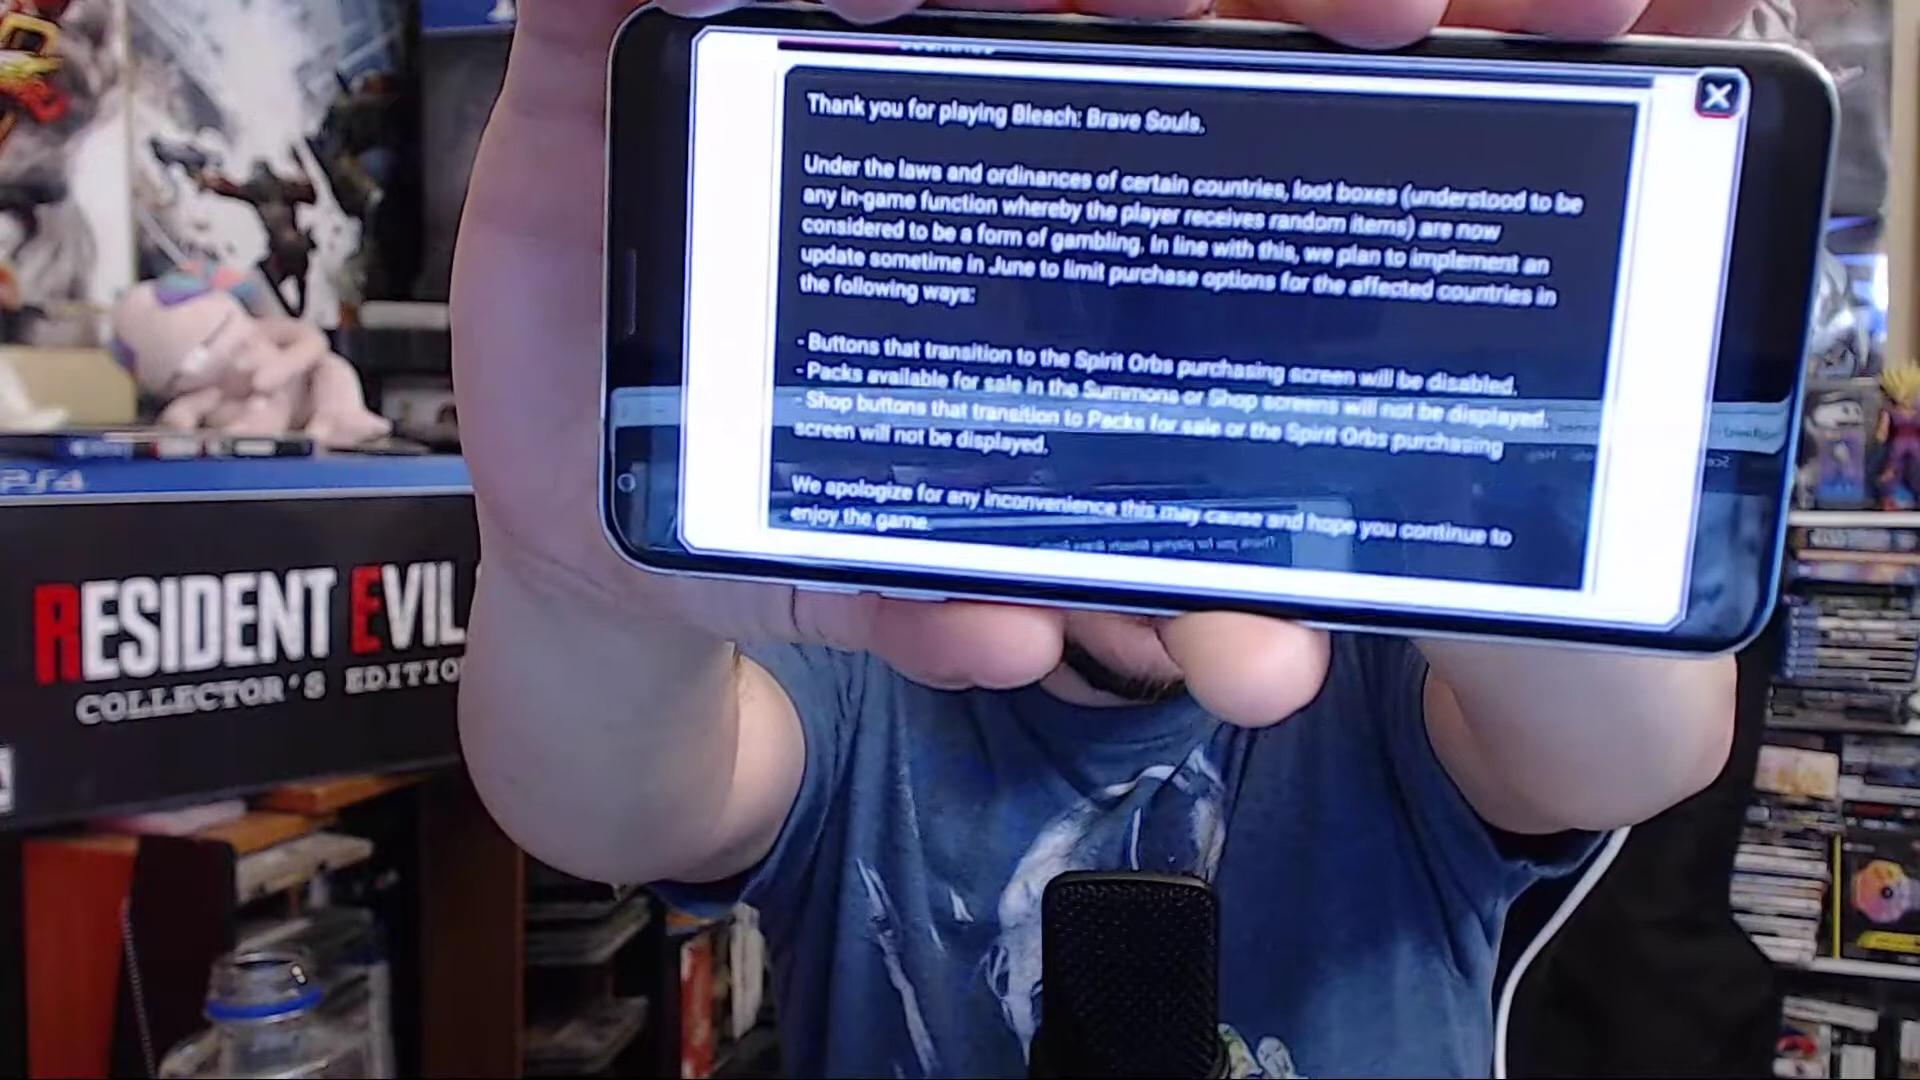 Thank you for playing Bleach: Brave Souls.
Under the laws and ordinances of certain countries, loot boxes (understood to be
any in-game function whereby the player receives random items) are now
considered to be a form of gambling. In line with this, we plan to implement an
update sometime in June to limit purchase options for the affected countries in
the following ways:
- Buttons that transition to the Spirit Orbs purchasing screen will be disabled.
- Packs available for sale in the Summons or Shop screens will not be displayed.
- Shop buttons that transition to Packs for sale or the Spirit Orbs purchasing
screen will not be displayed.
We apologize for any inconvenience this may cause and hope you continue to
enjoy the game.
PS4
RESIDENT EVIL
COLLECTOR'S EDITIO